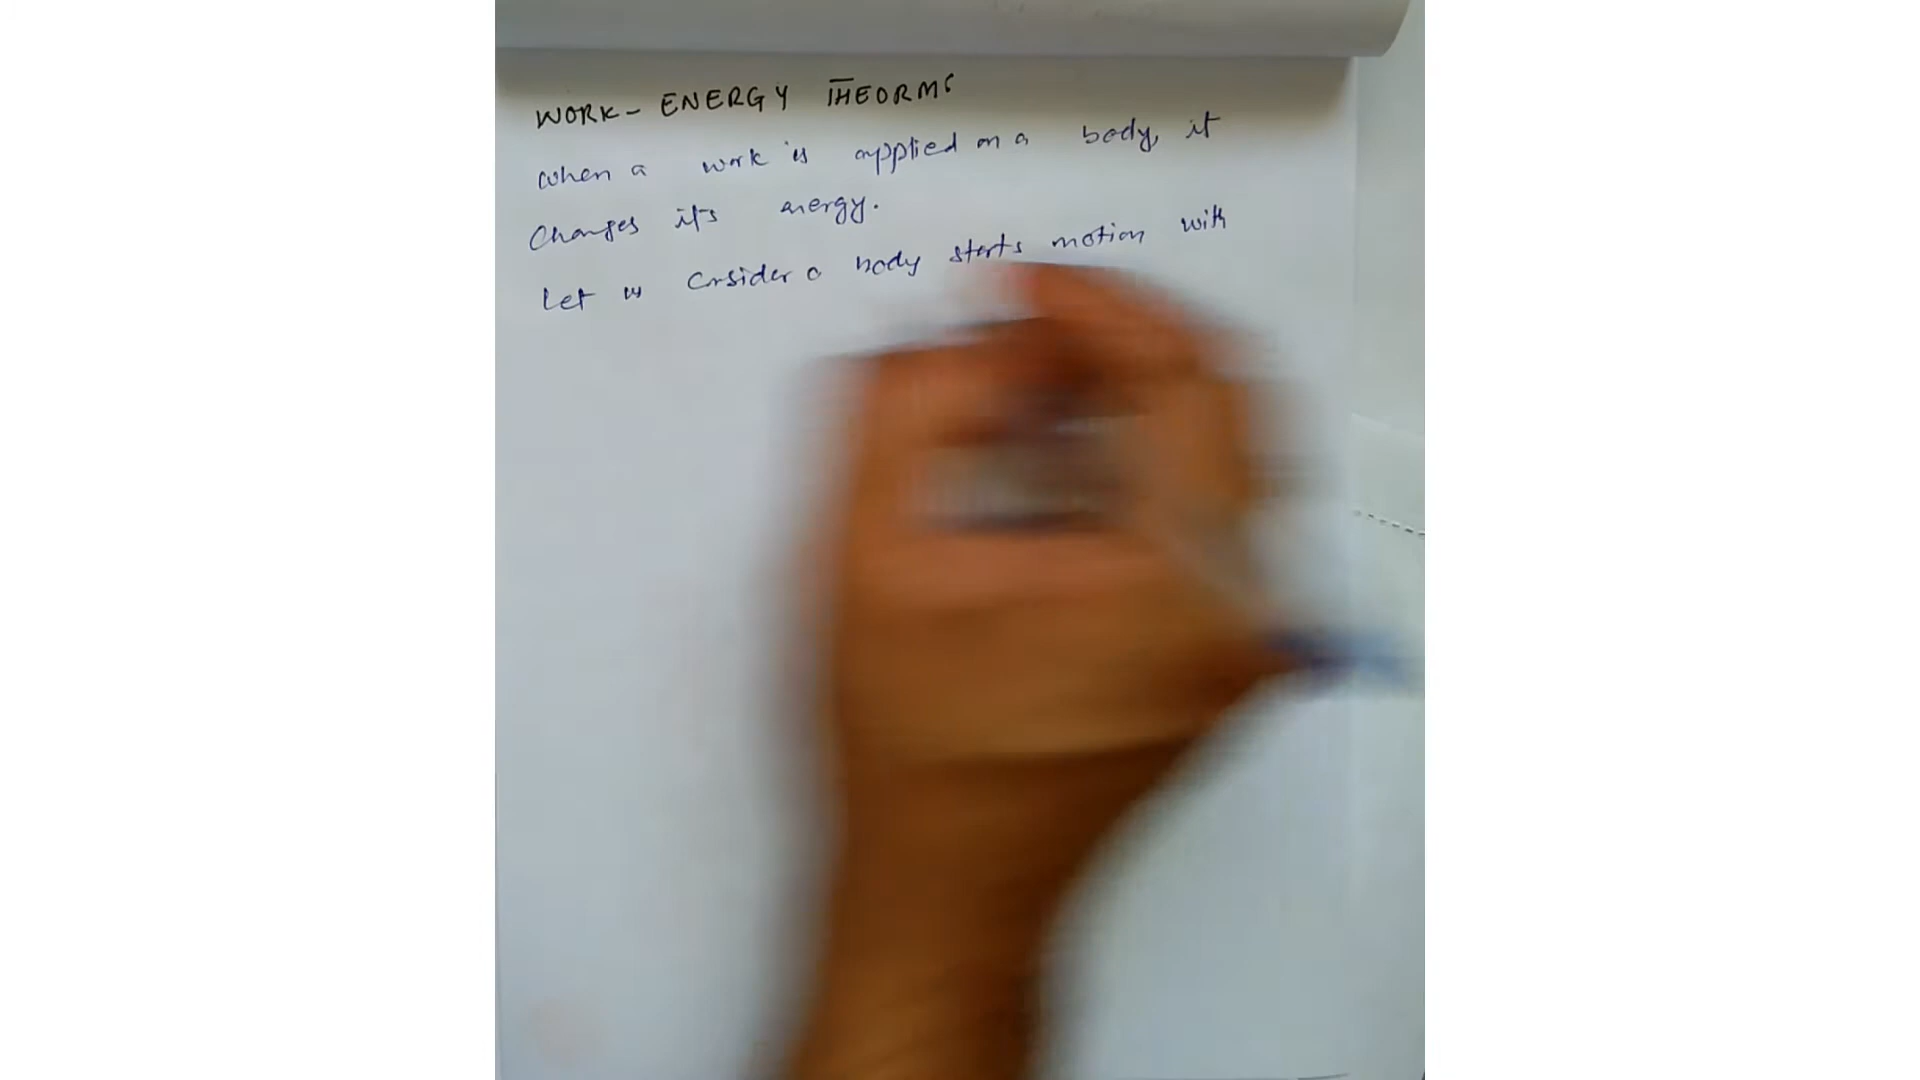 WORK - ENERGY THEORMS
When a work is applied on a body, it
Changes it's energy.
Let us Consider a body starts motion with